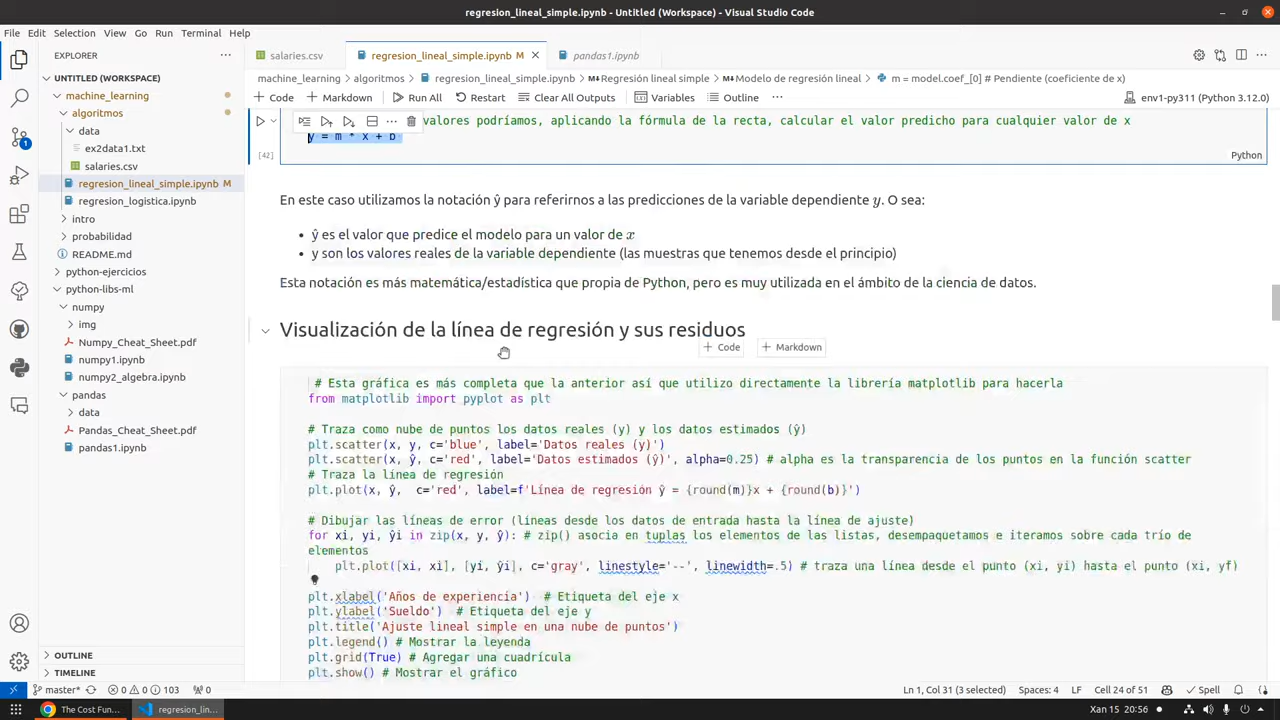 regresion_lineal_simple.ipynb - Untitled (Workspace) - Visual Studio Code
File Edit Selection View Go Run Terminal Help
EXPLORER
UNTITLED (WORKSPACE)
machine_learning
algoritmos
data
ex2data1.txt
salaries.csv
regresion_lineal_simple.ipynb M
regresion_logistica.ipynb
intro
probabilidad
README.md
python-ejercicios
python-libs-ml
numpy
img
Numpy_Cheat_Sheet.pdf
numpy1.ipynb
numpy2_algebra.ipynb
pandas
data
Pandas_Cheat_Sheet.pdf
pandas1.ipynb
OUTLINE
TIMELINE
1
salaries.csv regresion_lineal_simple.ipynb M pandas1.ipynb
machine_learning > algoritmos > regresion_lineal_simple.ipynb > M↓Regresión lineal simple > M↓Modelo de regresión lineal > m = model.coef_[0] # Pendiente (coeficiente de x)
Code Markdown Run All Restart Clear All Outputs Variables Outline env1-py311 (Python 3.12.0)
valores podríamos, aplicando la fórmula de la recta, calcular el valor predicho para cualquier valor de x
y = m * x + b
[42] Python
En este caso utilizamos la notación ŷ para referirnos a las predicciones de la variable dependiente y. O sea:
• ŷ es el valor que predice el modelo para un valor de x
• y son los valores reales de la variable dependiente (las muestras que tenemos desde el principio)
Esta notación es más matemática/estadística que propia de Python, pero es muy utilizada en el ámbito de la ciencia de datos.
Visualización de la línea de regresión y sus residuos
Code Markdown
# Esta gráfica es más completa que la anterior así que utilizo directamente la librería matplotlib para hacerla
from matplotlib import pyplot as plt
# Traza como nube de puntos los datos reales (y) y los datos estimados (ŷ)
plt.scatter(x, y, c='blue', label='Datos reales (y)')
plt.scatter(x, ŷ, c='red', label='Datos estimados (ŷ)', alpha=0.25) # alpha es la transparencia de los puntos en la función scatter
# Traza la línea de regresión
plt.plot(x, ŷ,  c='red', label=f'Línea de regresión ŷ = {round(m)}x + {round(b)}')
# Dibujar las líneas de error (lineas desde los datos de entrada hasta la línea de ajuste)
for xi, yi, ŷi in zip(x, y, ŷ): # zip() asocia en tuplas los elementos de las listas, desempaquetamos e iteramos sobre cada trío de
elementos
plt.plot([xi, xi], [yi, ŷi], c='gray', linestyle='--', linewidth=.5) # traza una línea desde el punto (xi, yi) hasta el punto (xi, yf)
plt.xlabel('Años de experiencia')  # Etiqueta del eje x
plt.ylabel('Sueldo')  # Etiqueta del eje y
plt.title('Ajuste lineal simple en una nube de puntos')
plt.legend() # Mostrar la leyenda
plt.grid(True) # Agregar una cuadrícula
plt.show() # Mostrar el gráfico
master* 0 0 103 0 Ln 1, Col 31 (3 selected) Spaces: 4 LF Cell 24 of 51 Spell
The Cost Fun... regresion_lin... Xan 15 20:56